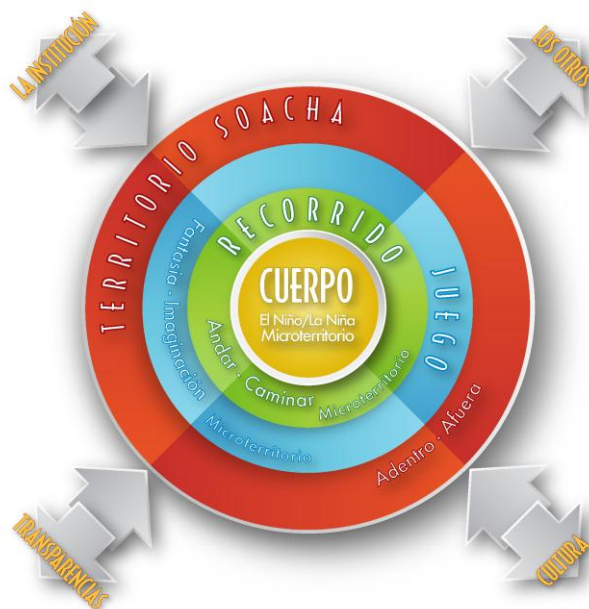 LA INSTITUCIÓN
LOS OTROS
TERRITORIO SOACHA
RECORRIDO
JUEGO
Fantasia - Imaginación
CUERPO
El Niño/La Niña
Microterritorio
Andar - Caminar
Microterritorio
Microterritorio
Adentro - Afuera
TRANSPARENCIAS
CULTURA